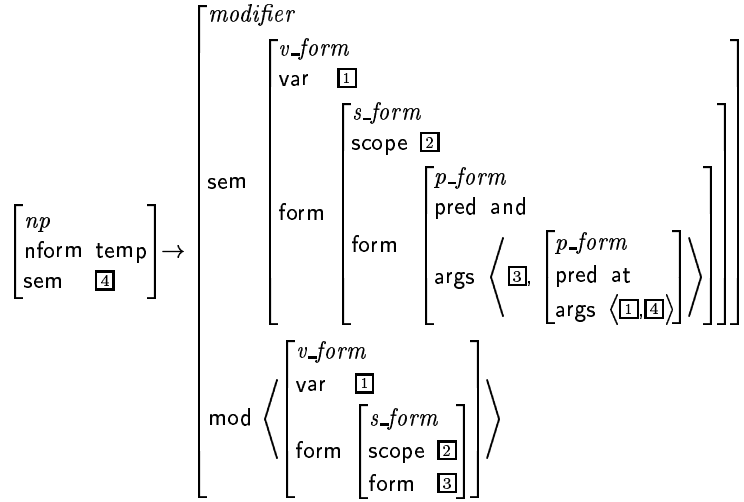 modifier
v_form
var 1
s_form
scope 2
sem
p_form
pred and
np
form
form
p_form
nform temp →
args ⟨ 3, pred at ⟩
sem 4
args ⟨1,4⟩
v_form
var 1
mod ⟨ ⟩
s_form
form scope 2
form 3